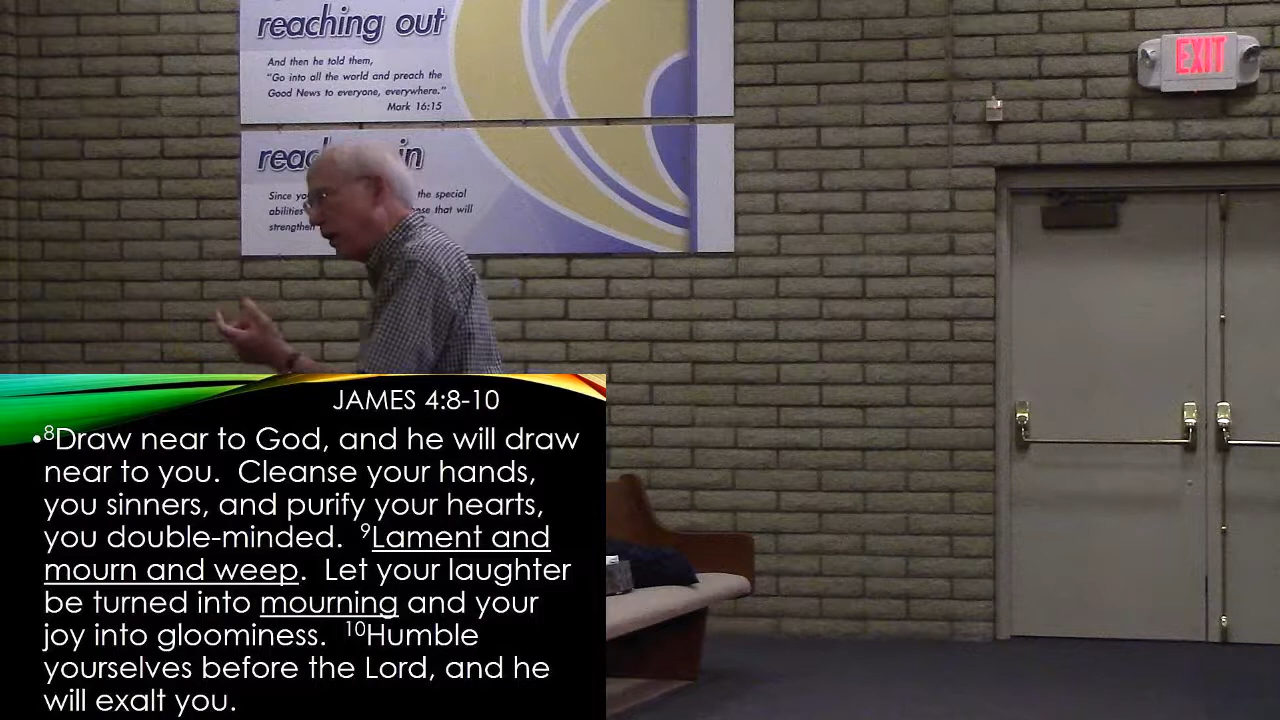 reaching out
And then he told them,
"Go into all the world and preach the
Good News to everyone, everywhere."
Mark 16:15
EXIT
in
Since the special
abilities that will
strengthen
JAMES 4:8-10
•⁸Draw near to God, and he will draw
near to you. Cleanse your hands,
you sinners, and purify your hearts,
you double-minded. ⁹Lament and
mourn and weep. Let your laughter
be turned into mourning and your
joy into gloominess. ¹⁰Humble
yourselves before the Lord, and he
will exalt you.